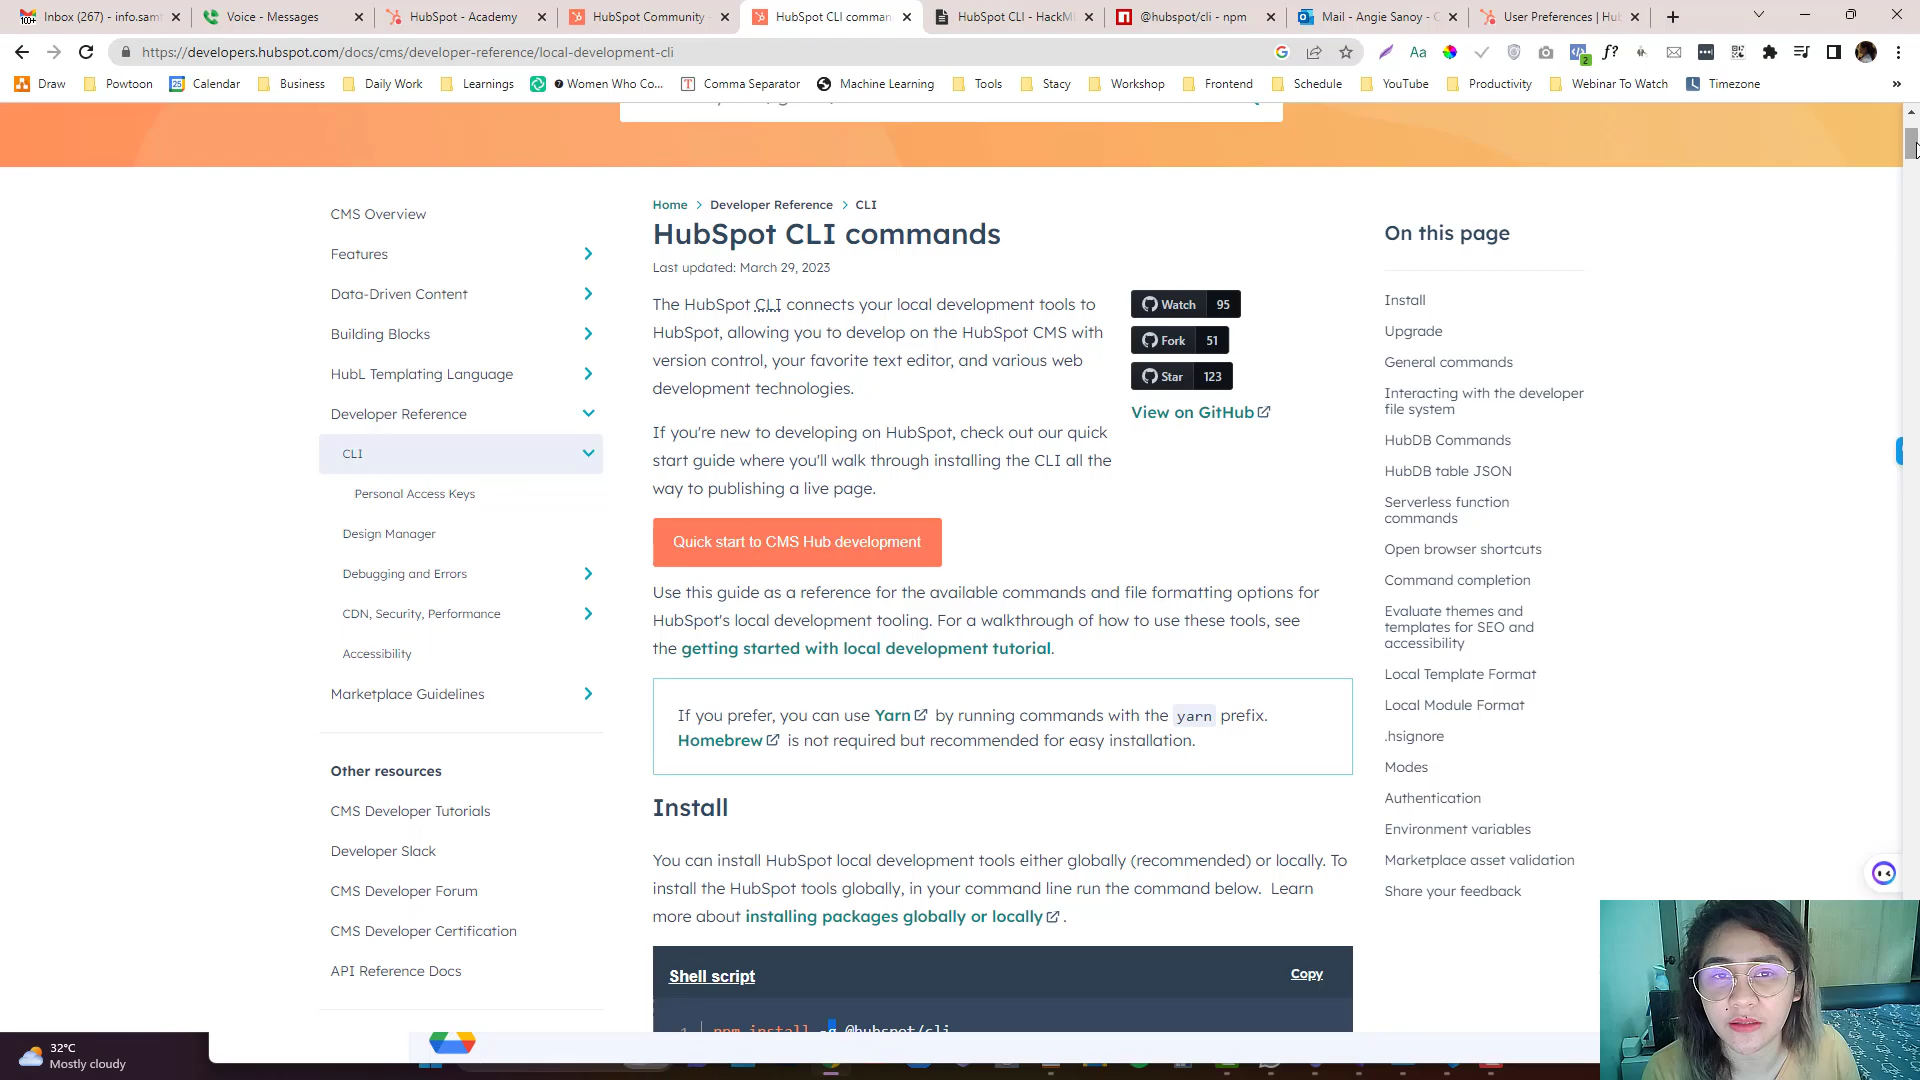 Inbox (267) - info.sam
Voice - Messages
HubSpot - Academy
HubSpot Community -
HubSpot CLI comman
HubSpot CLI - HackM
@hubspot/cli - npm
Mail - Angie Sanoy - C
User Preferences | Hu
https://developers.hubspot.com/docs/cms/developer-reference/local-development-cli
Draw
Powtoon
Calendar
Business
Daily Work
Learnings
Women Who Co...
Comma Separator
Machine Learning
Tools
Stacy
Workshop
Frontend
Schedule
YouTube
Productivity
Webinar To Watch
Timezone
CMS Overview
Features
Data-Driven Content
Building Blocks
HubL Templating Language
Developer Reference
CLI
Personal Access Keys
Design Manager
Debugging and Errors
CDN, Security, Performance
Accessibility
Marketplace Guidelines
Other resources
CMS Developer Tutorials
Developer Slack
CMS Developer Forum
CMS Developer Certification
API Reference Docs
Home > Developer Reference > CLI
HubSpot CLI commands
Last updated: March 29, 2023
The HubSpot CLI connects your local development tools to
HubSpot, allowing you to develop on the HubSpot CMS with
version control, your favorite text editor, and various web
development technologies.
Watch 95
Fork 51
Star 123
View on GitHub
If you're new to developing on HubSpot, check out our quick
start guide where you'll walk through installing the CLI all the
way to publishing a live page.
Quick start to CMS Hub development
Use this guide as a reference for the available commands and file formatting options for
HubSpot's local development tooling. For a walkthrough of how to use these tools, see
the getting started with local development tutorial.
If you prefer, you can use Yarn by running commands with the yarn prefix.
Homebrew is not required but recommended for easy installation.
Install
You can install HubSpot local development tools either globally (recommended) or locally. To
install the HubSpot tools globally, in your command line run the command below. Learn
more about installing packages globally or locally .
Shell script
Copy
1 npm install -g @hubspot/cli
On this page
Install
Upgrade
General commands
Interacting with the developer
file system
HubDB Commands
HubDB table JSON
Serverless function
commands
Open browser shortcuts
Command completion
Evaluate themes and
templates for SEO and
accessibility
Local Template Format
Local Module Format
.hsignore
Modes
Authentication
Environment variables
Marketplace asset validation
Share your feedback
32°C
Mostly cloudy